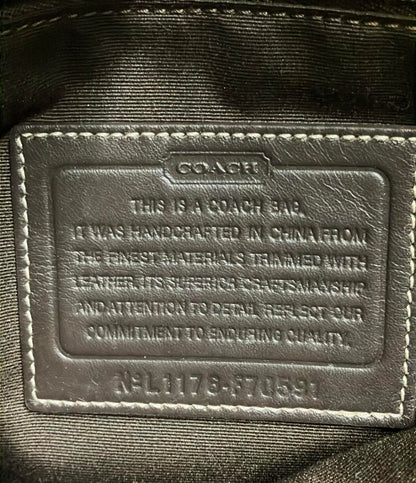 COACH
THIS IS A COACH BAG.
IT WAS HANDCRAFTED IN CHINA FROM
THE FINEST MATERIALS TRIMMED WITH
LEATHER. ITS SUPERIOR CRAFTSMANSHIP
AND ATTENTION TO DETAIL REFLECT OUR
COMMITMENT TO ENDURING QUALITY.
Nº L1176-F70591